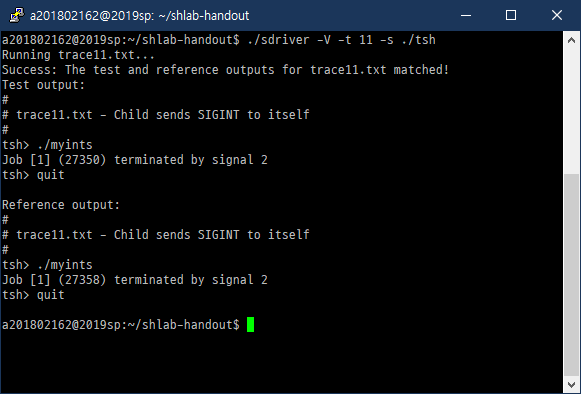 a201802162@2019sp: ~/shlab-handout
a201802162@2019sp:~/shlab-handout$ ./sdriver -V -t 11 -s ./tsh
Running trace11.txt...
Success: The test and reference outputs for trace11.txt matched!
Test output:
#
# trace11.txt - Child sends SIGINT to itself
#
tsh> ./myints
Job [1] (27350) terminated by signal 2
tsh> quit
Reference output:
#
# trace11.txt - Child sends SIGINT to itself
#
tsh> ./myints
Job [1] (27358) terminated by signal 2
tsh> quit
a201802162@2019sp:~/shlab-handout$